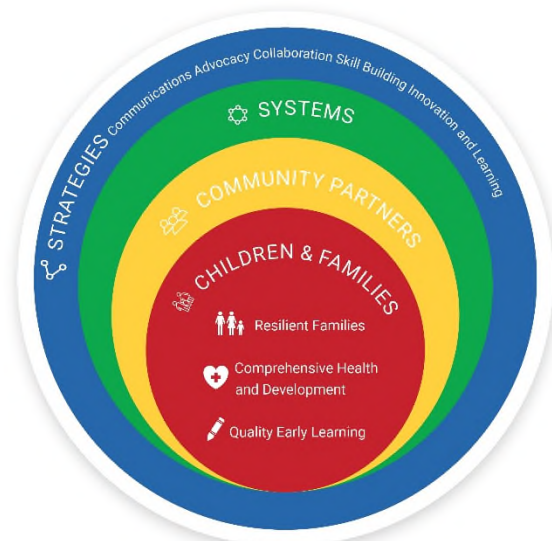 STRATEGIES Communications Advocacy Collaboration Skill Building Innovation and Learning
SYSTEMS
COMMUNITY PARTNERS
CHILDREN & FAMILIES
Resilient Families
Comprehensive Health
and Development
Quality Early Learning